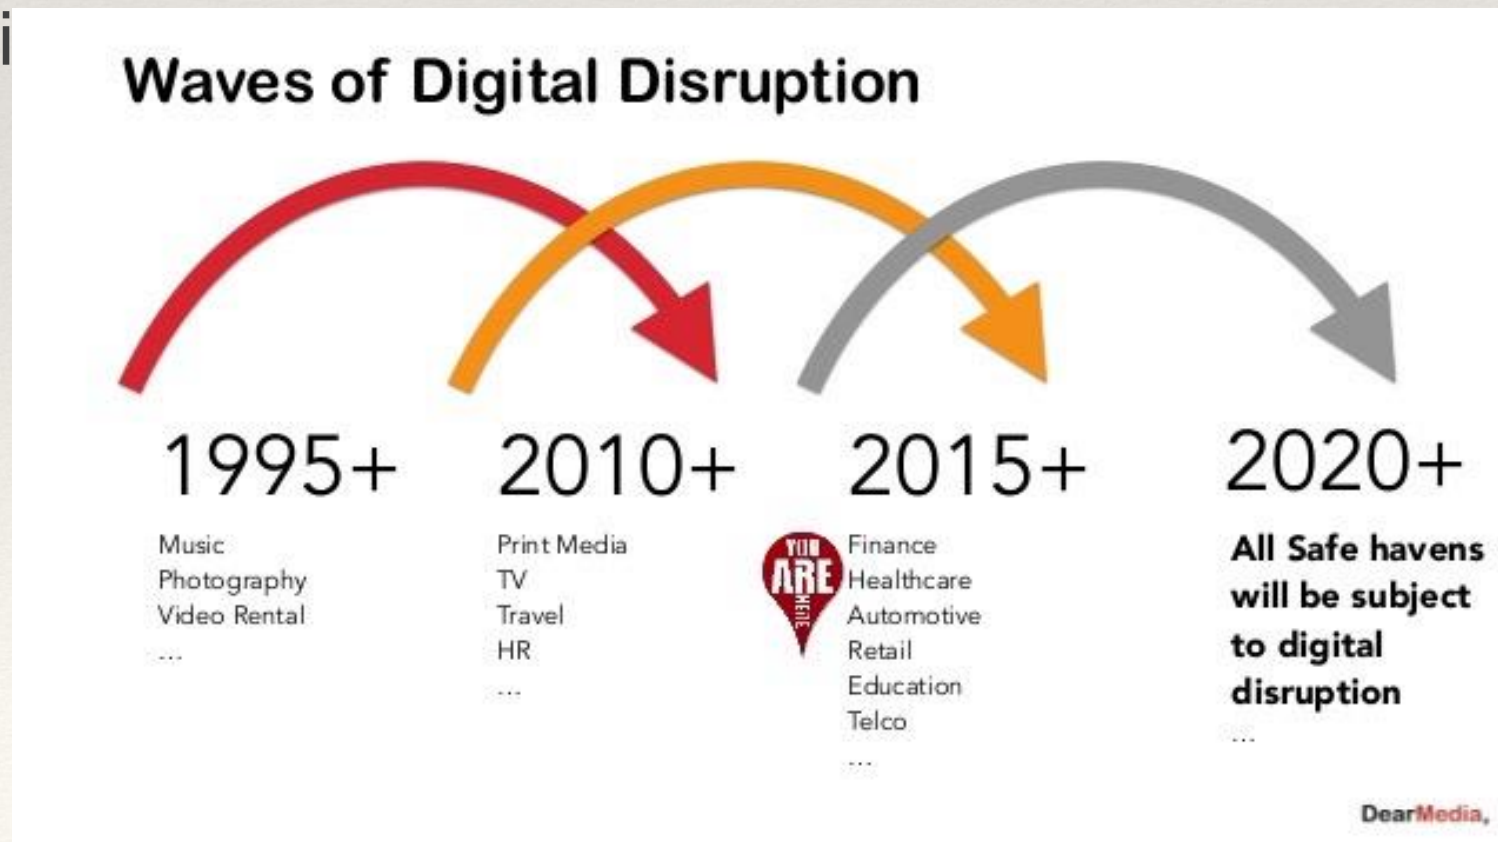 Waves of Digital Disruption
1995+
Music
Photography
Video Rental
...
2010+
Print Media
TV
Travel
HR
...
2015+
YOU
ARE
HERE
Finance
Healthcare
Automotive
Retail
Education
Telco
...
2020+
All Safe havens
will be subject
to digital
disruption
...
DearMedia,